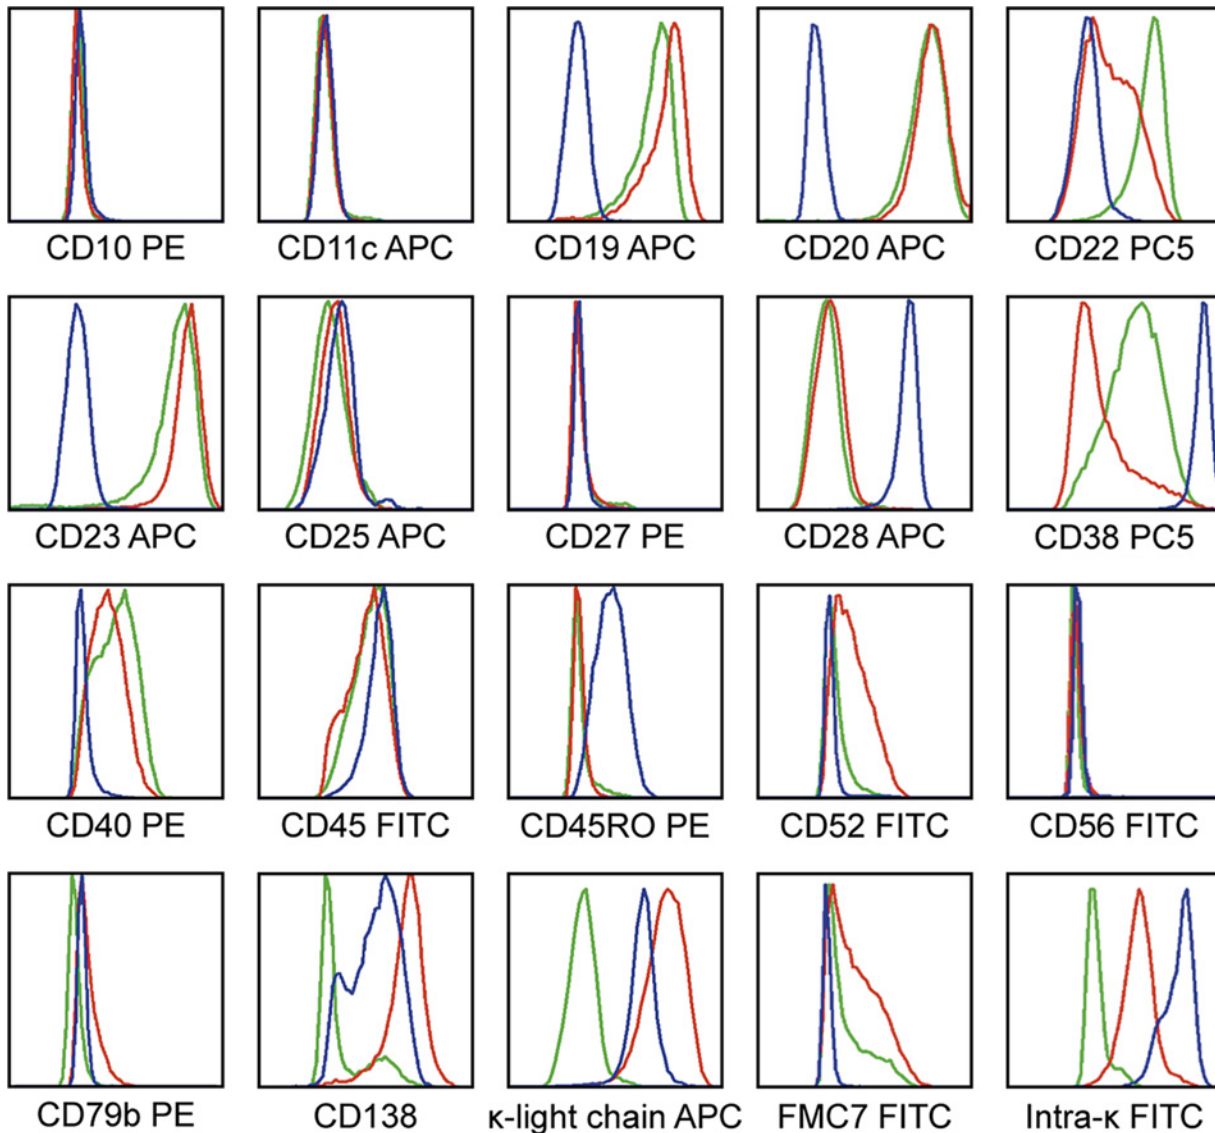 CD10 PE CD11c APC CD19 APC CD20 APC CD22 PC5
CD23 APC CD25 APC CD27 PE CD28 APC CD38 PC5
CD40 PE CD45 FITC CD45RO PE CD52 FITC CD56 FITC
CD79b PE CD138 κ-light chain APC FMC7 FITC Intra-κ FITC